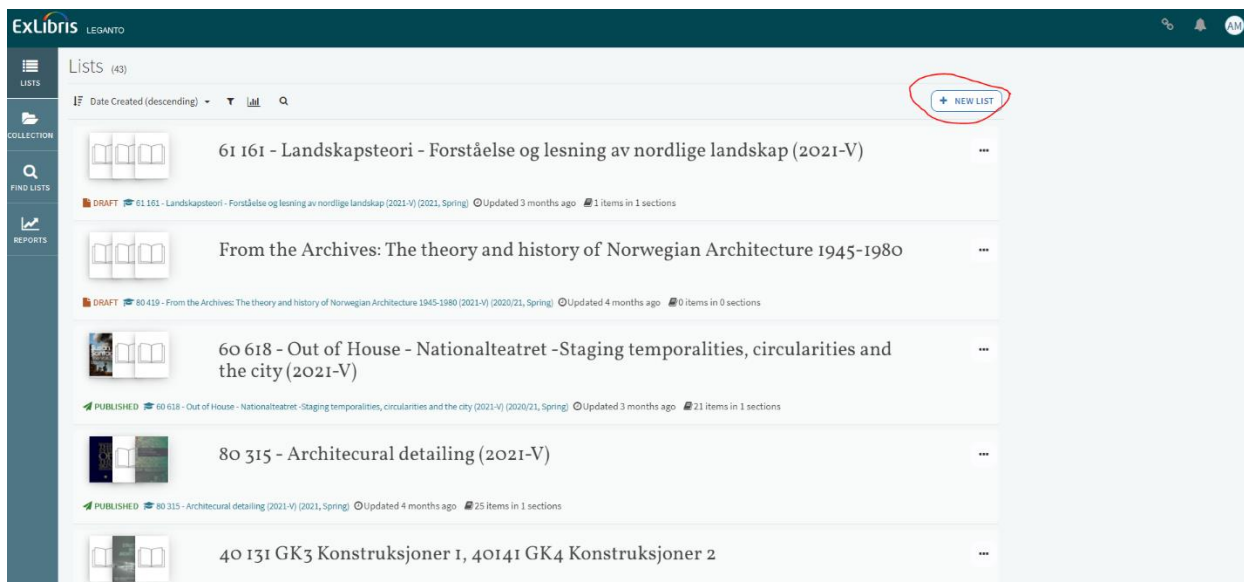 ExLibris LEGANTO
AM
LISTS
COLLECTION
FIND LISTS
REPORTS
Lists (43)
Date Created (descending)
+ NEW LIST
61 161 - Landskapsteori - Forståelse og lesning av nordlige landskap (2021-V)
DRAFT 61 161 - Landskapsteori - Forståelse og lesning av nordlige landskap (2021-V) (2021, Spring) Updated 3 months ago 1 items in 1 sections
From the Archives: The theory and history of Norwegian Architecture 1945-1980
DRAFT 80 419 - From the Archives: The theory and history of Norwegian Architecture 1945-1980 (2021-V) (2020/21, Spring) Updated 4 months ago 0 items in 0 sections
60 618 - Out of House - Nationalteatret -Staging temporalities, circularities and
the city (2021-V)
PUBLISHED 60 618 - Out of House - Nationalteatret -Staging temporalities, circularities and the city (2021-V) (2020/21, Spring) Updated 3 months ago 21 items in 1 sections
80 315 - Architecural detailing (2021-V)
PUBLISHED 80 315 - Architecural detailing (2021-V) (2021, Spring) Updated 4 months ago 25 items in 1 sections
40 131 GK3 Konstruksjoner 1, 40141 GK4 Konstruksjoner 2